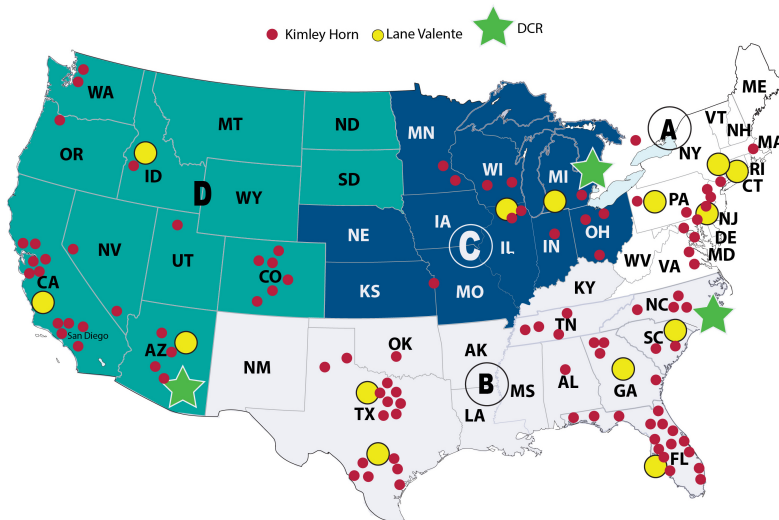 Kimley Horn
Lane Valente
DCR
WA
OR
ID
MT
ND
SD
WY
D
NV
UT
CO
CA
San Diego
AZ
NM
MN
WI
MI
IA
NE
KS
MO
C
IL
IN
OH
KY
TN
OK
AK
TX
LA
B
MS
AL
GA
FL
SC
NC
VA
WV
MD
DE
NJ
PA
NY
A
CT
RI
MA
NH
VT
ME